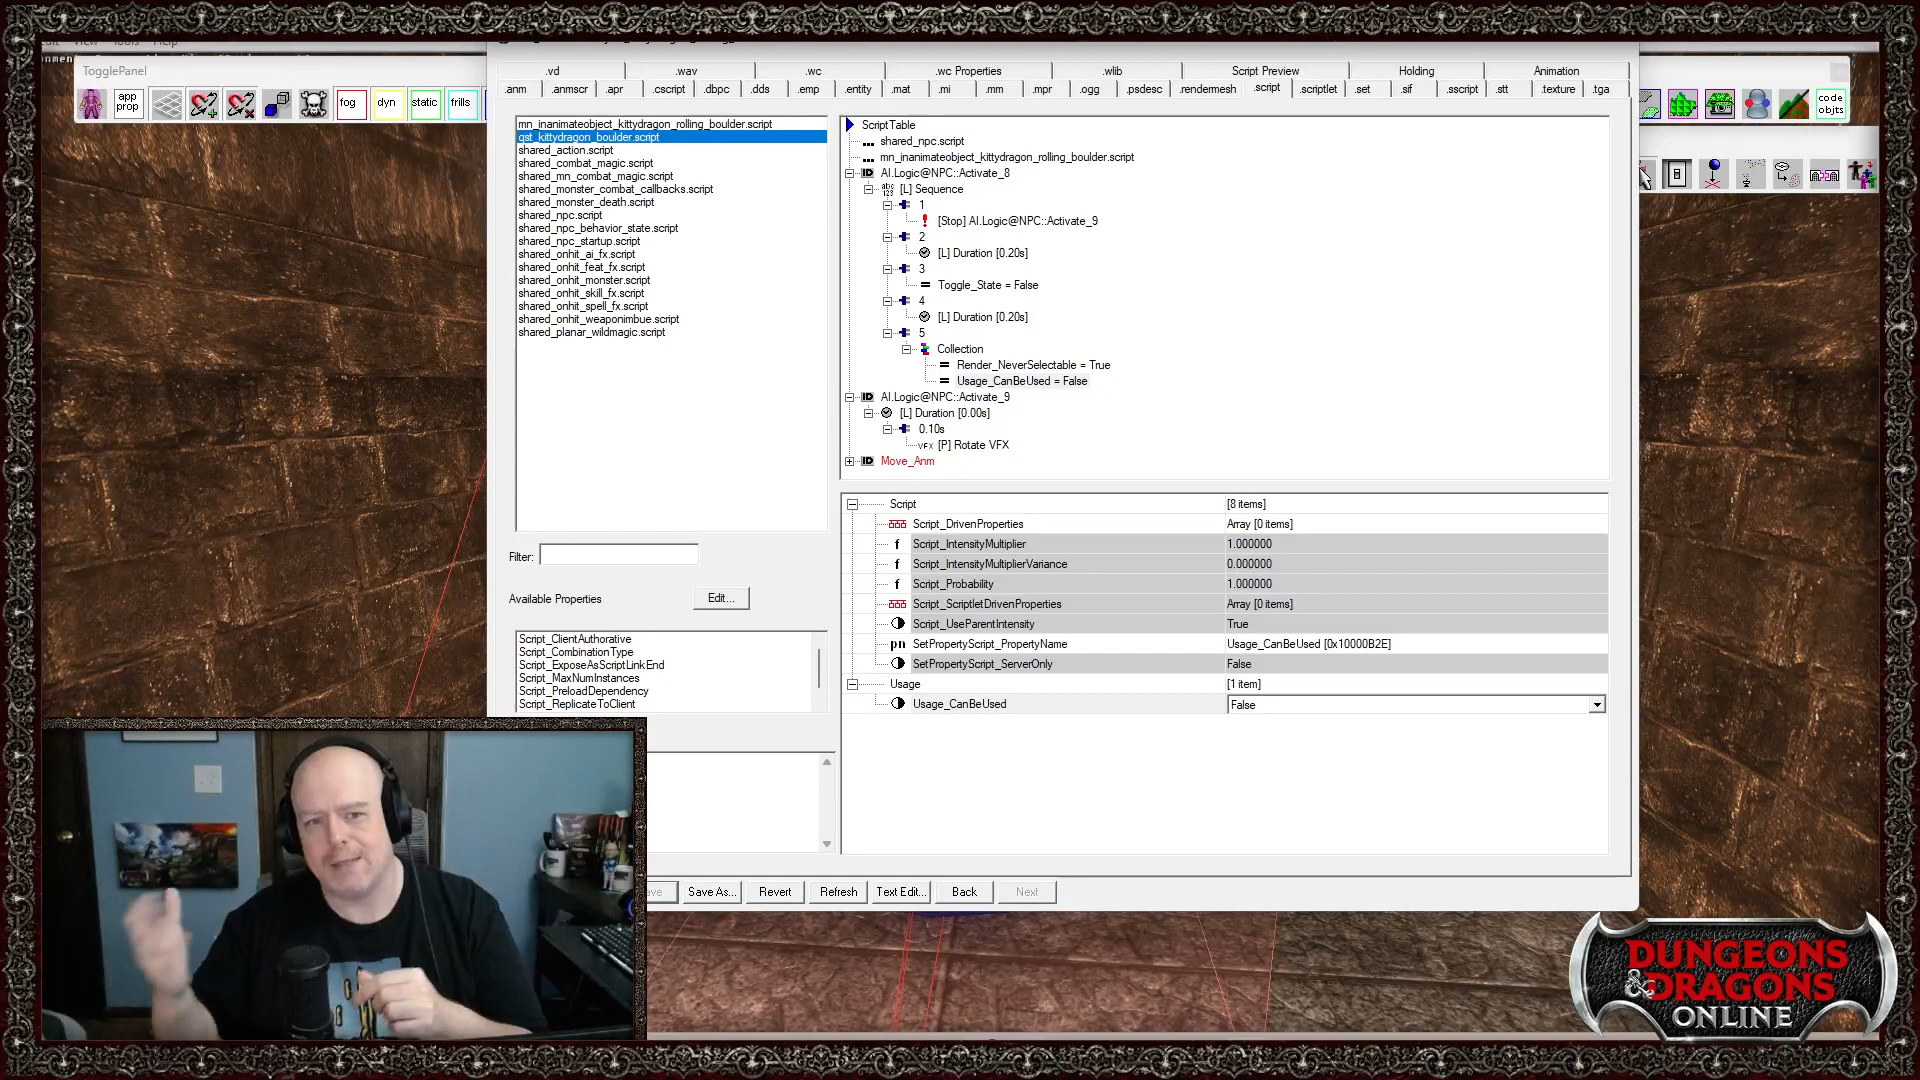 View Tools Help
TogglePanel
app
prop
fog
dyn
static
frills
code
objts
.vd
.wav
.wc
.wc Properties
.wlib
Script Preview
Holding
Animation
.anm
.anmscr
.apr
.cscript
.dbpc
.dds
.emp
.entity
.mat
.mi
.mm
.mpr
.ogg
.psdesc
.rendermesh
.script
.scriptlet
.set
.sif
.sscript
.stt
.texture
.tga
mn_inanimateobject_kittydragon_rolling_boulder.script
qst_kittydragon_boulder.script
shared_action.script
shared_combat_magic.script
shared_mn_combat_magic.script
shared_monster_combat_callbacks.script
shared_monster_death.script
shared_npc.script
shared_npc_behavior_state.script
shared_npc_startup.script
shared_onhit_ai_fx.script
shared_onhit_feat_fx.script
shared_onhit_monster.script
shared_onhit_skill_fx.script
shared_onhit_spell_fx.script
shared_onhit_weaponimbue.script
shared_planar_wildmagic.script
ScriptTable
shared_npc.script
mn_inanimateobject_kittydragon_rolling_boulder.script
AI.Logic@NPC::Activate_8
abc
123
[L] Sequence
1
[Stop] AI.Logic@NPC::Activate_9
2
[L] Duration [0.20s]
3
Toggle_State = False
4
[L] Duration [0.20s]
5
Collection
Render_NeverSelectable = True
Usage_CanBeUsed = False
AI.Logic@NPC::Activate_9
[L] Duration [0.00s]
0.10s
VFX [P] Rotate VFX
Move_Anm
Filter:
Available Properties
Edit...
Script_ClientAuthorative
Script_CombinationType
Script_ExposeAsScriptLinkEnd
Script_MaxNumInstances
Script_PreloadDependency
Script_ReplicateToClient
Script [8 items]
Script_DrivenProperties Array [0 items]
f Script_IntensityMultiplier 1.000000
f Script_IntensityMultiplierVariance 0.000000
f Script_Probability 1.000000
Script_ScriptletDrivenProperties Array [0 items]
Script_UseParentIntensity True
pn SetPropertyScript_PropertyName Usage_CanBeUsed [0x10000B2E]
SetPropertyScript_ServerOnly False
Usage [1 item]
Usage_CanBeUsed False
Save As...
Revert
Refresh
Text Edit...
Back
Next
DUNGEONS
& DRAGONS
ONLINE